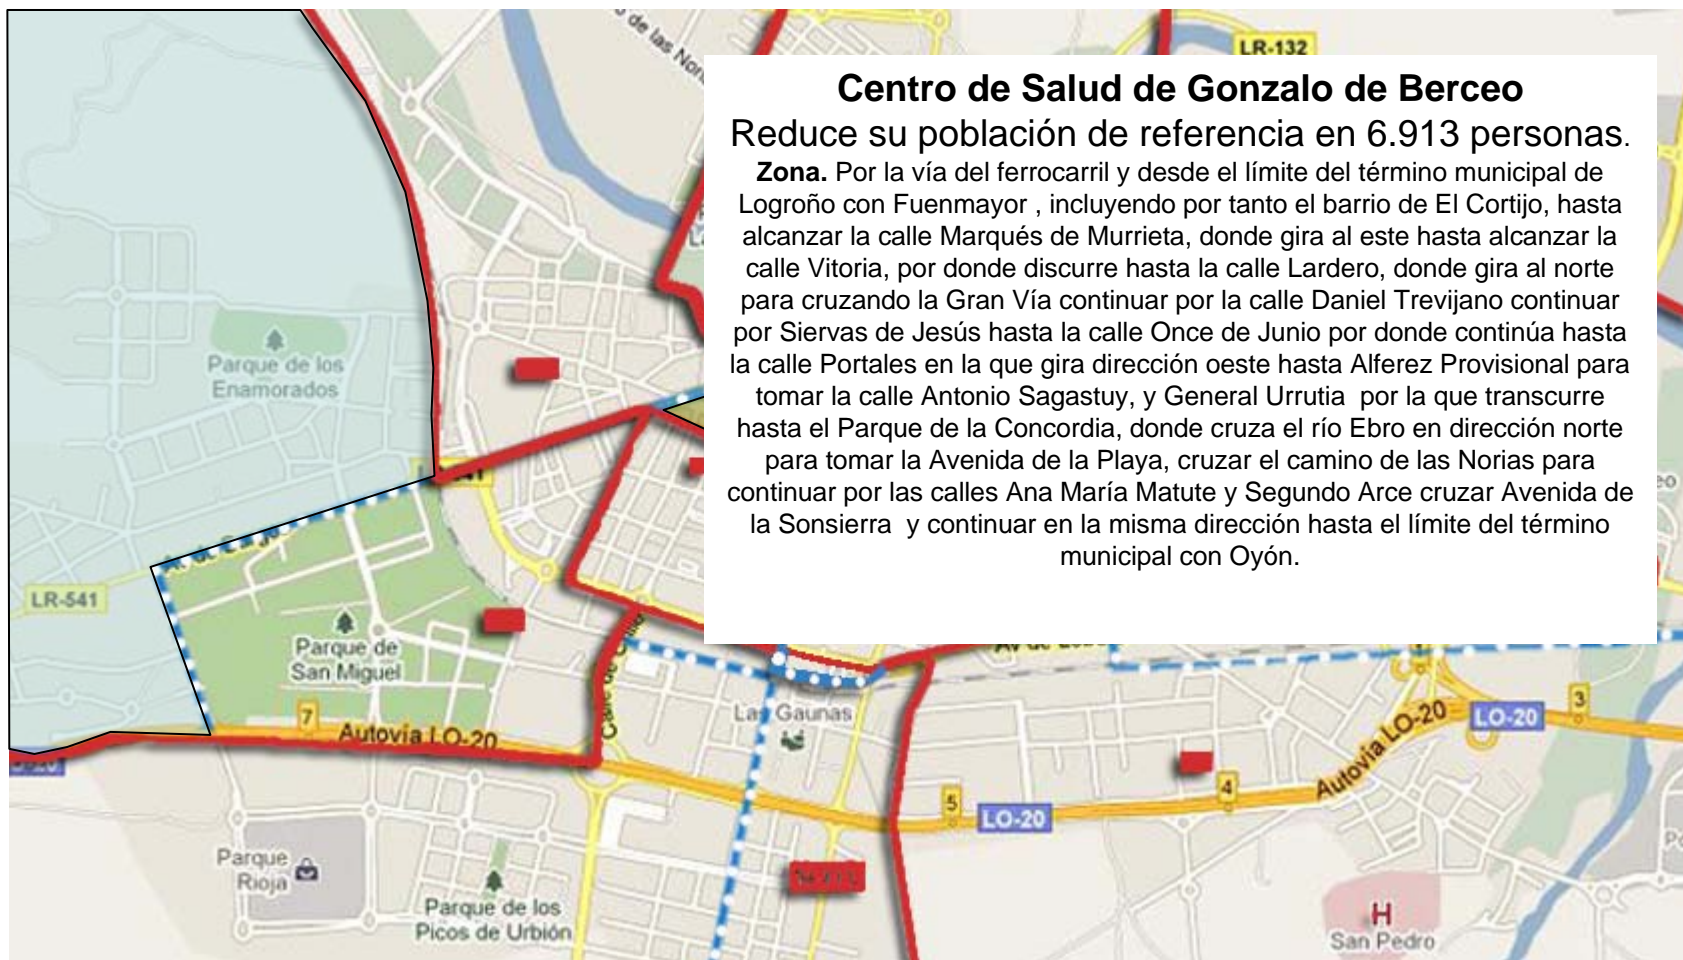 LR-132
de las
Centro de Salud de Gonzalo de Berceo
Reduce su población de referencia en 6.913 personas.
Zona. Por la vía del ferrocarril y desde el límite del término municipal de
Logroño con Fuenmayor , incluyendo por tanto el barrio de El Cortijo, hasta
alcanzar la calle Marqués de Murrieta, donde gira al este hasta alcanzar la
calle Vitoria, por donde discurre hasta la calle Lardero, donde gira al norte
para cruzando la Gran Vía continuar por la calle Daniel Trevijano continuar
por Siervas de Jesús hasta la calle Once de Junio por donde continúa hasta
la calle Portales en la que gira dirección oeste hasta Alferez Provisional para
tomar la calle Antonio Sagastuy, y General Urrutia por la que transcurre
hasta el Parque de la Concordia, donde cruza el río Ebro en dirección norte
para tomar la Avenida de la Playa, cruzar el camino de las Norias para
continuar por las calles Ana María Matute y Segundo Arce cruzar Avenida de
la Sonsierra y continuar en la misma dirección hasta el límite del término
municipal con Oyón.
Parque de los
Enamorados
LR-541
Parque de
San Miguel
7
Autovía LO-20
Las Gaunas
3
LO-20
Autovía LO-20
4
5
LO-20
Parque
Rioja
Parque de los
Picos de Urbión
H
San Pedro